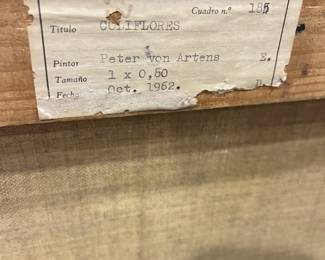 Cuadro n.º 185
Titulo COLIFLORES
Pintor Peter von Artens E.
Tamaño 1 x 0,50
Fecha Oct. 1962.